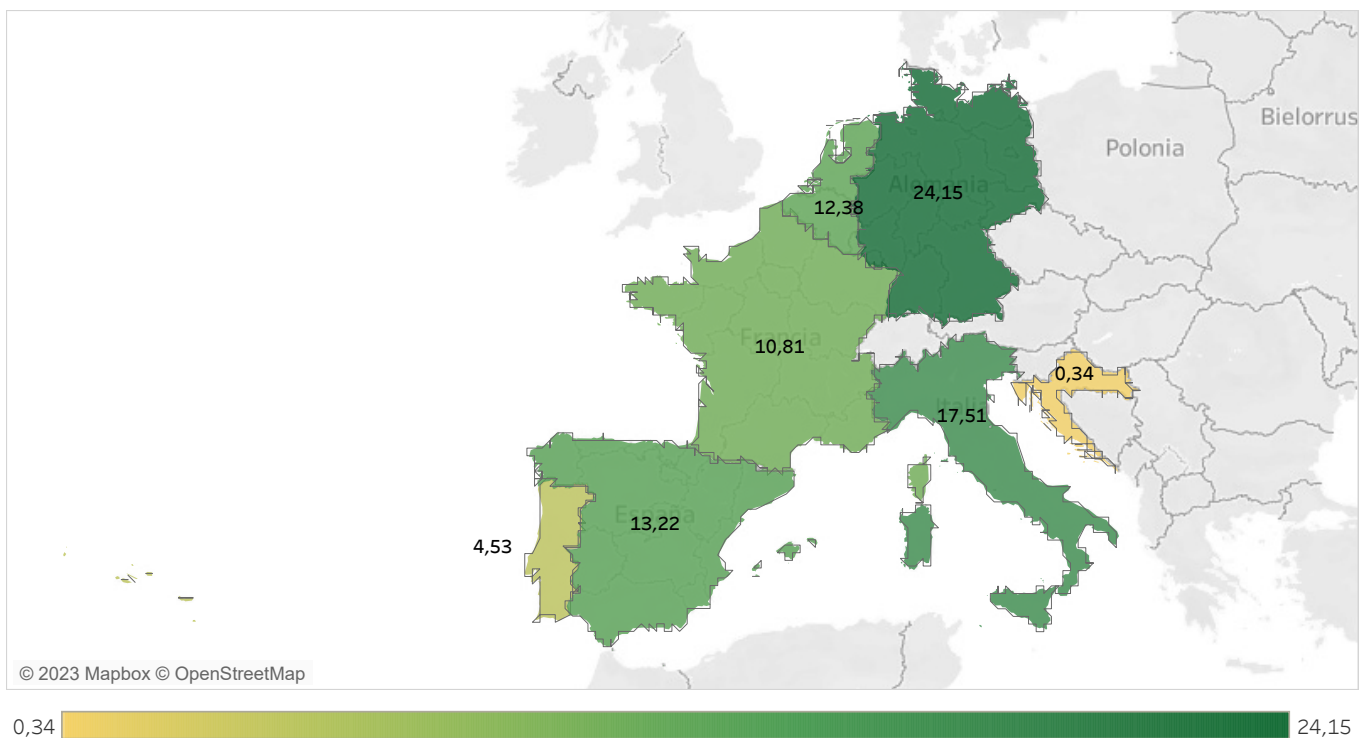 Bielorrus
Polonia
Alemania
24,15
12,38
Francia
10,81
0,34
Italia
17,51
España
13,22
4,53
© 2023 Mapbox © OpenStreetMap
0,34
24,15